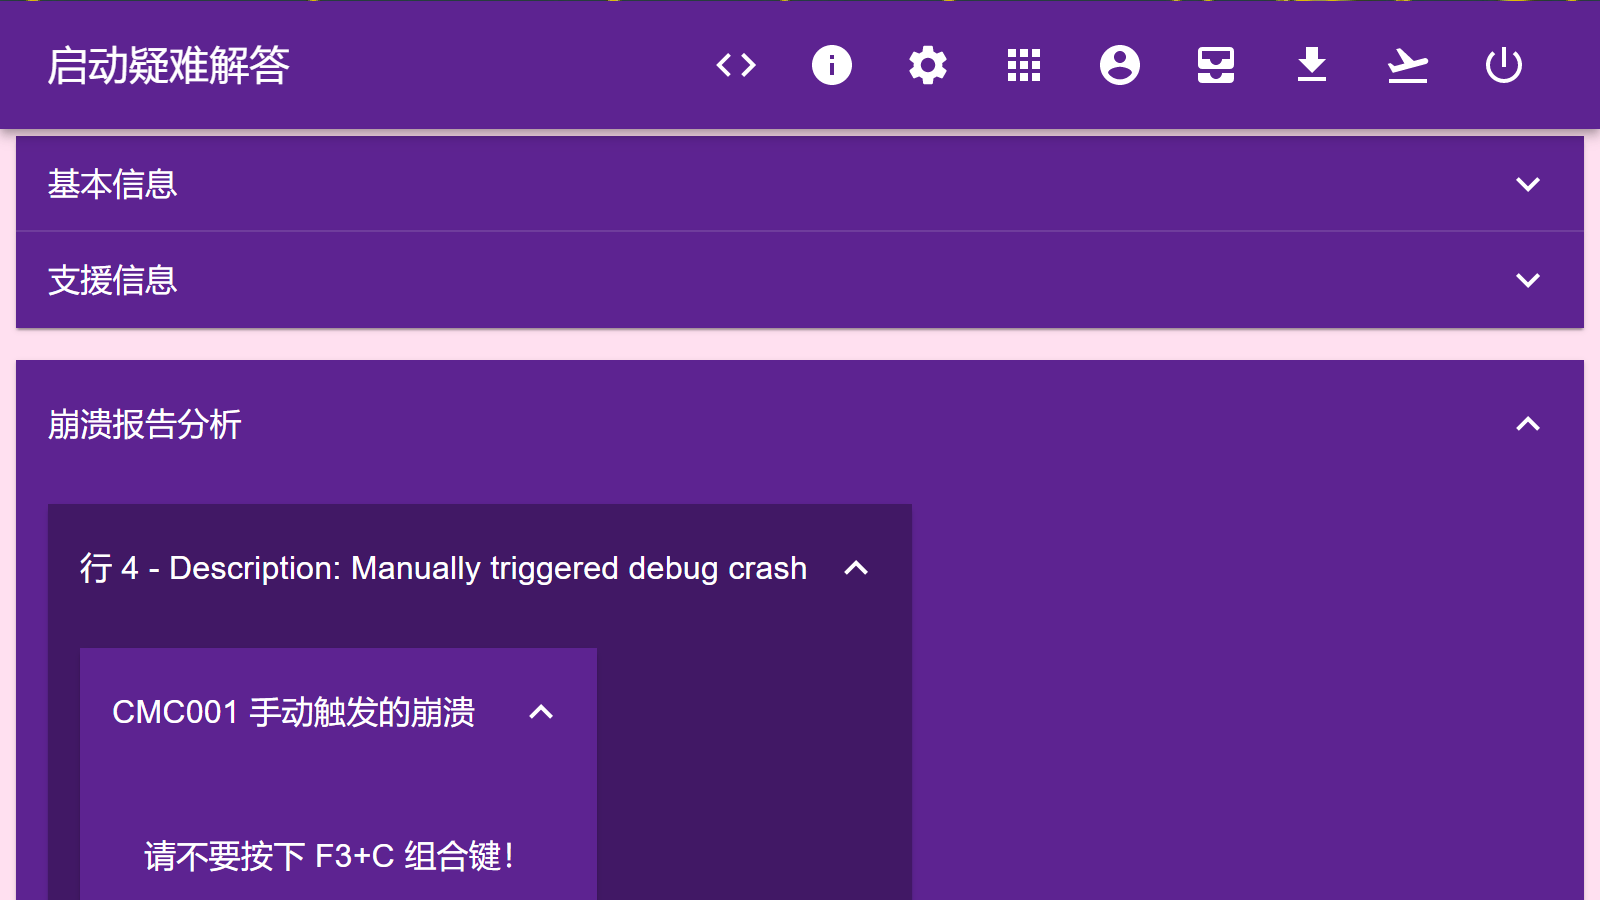 启动疑难解答
基本信息
支援信息
崩溃报告分析
行 4 - Description: Manually triggered debug crash
CMC001 手动触发的崩溃
请不要按下 F3+C 组合键！